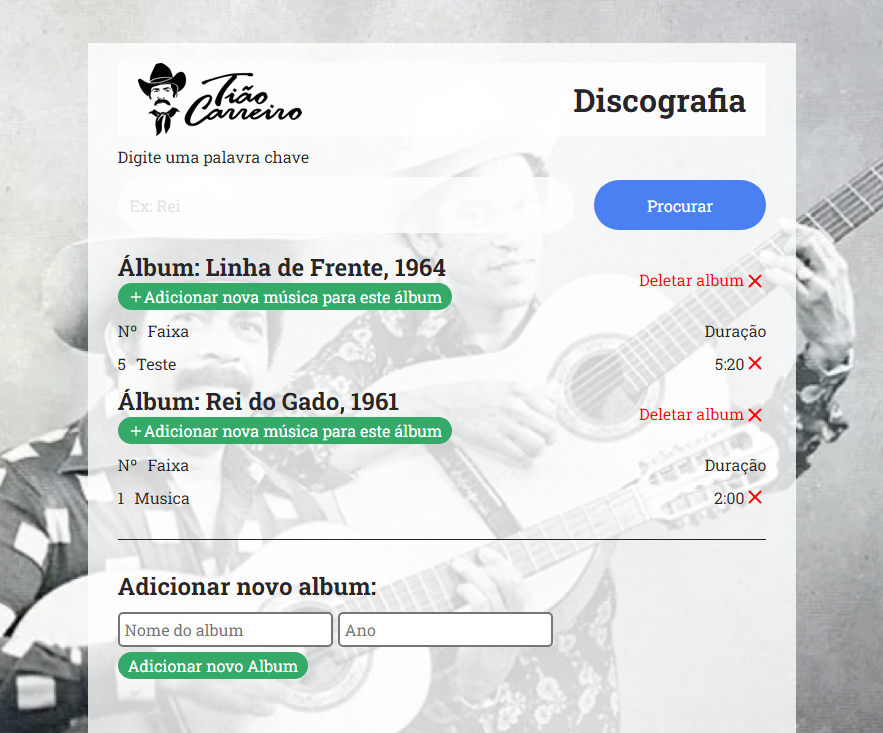 Tião
Carreiro
Discografia
Digite uma palavra chave
Ex: Rei
Procurar
Álbum: Linha de Frente, 1964
Deletar album
+Adicionar nova música para este álbum
Nº Faixa Duração
5 Teste 5:20
Álbum: Rei do Gado, 1961
Deletar album
+Adicionar nova música para este álbum
Nº Faixa Duração
1 Musica 2:00
Adicionar novo album:
Nome do album Ano
Adicionar novo Album